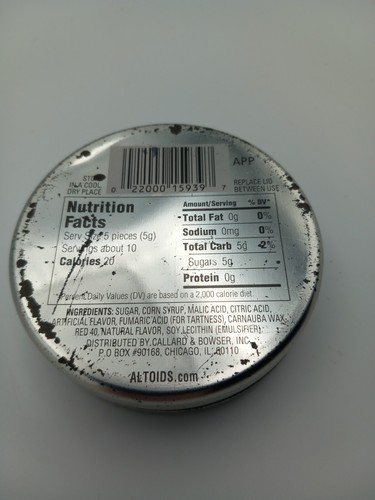 APP
STO
IN A COOL,
DRY PLACE
0 22000 15939 7
REPLACE LID
BETWEEN USE
Nutrition
Facts
Serv Size 5 pieces (5g)
Servings about 10
Calories 20
Amount/Serving % DV*
Total Fat 0g 0%
Sodium 0mg 0%
Total Carb 5g 2%
Sugars 5g
Protein 0g
Percent Daily Values (DV) are based on a 2,000 calorie diet.
INGREDIENTS: SUGAR, CORN SYRUP, MALIC ACID, CITRIC ACID,
ARTIFICIAL FLAVOR, FUMARIC ACID (FOR TARTNESS), CARNAUBA WAX,
RED 40, NATURAL FLAVOR, SOY LECITHIN (EMULSIFIER).
DISTRIBUTED BY CALLARD & BOWSER, INC.
P.O BOX #90168, CHICAGO, IL. 60110
ALTOIDS.com